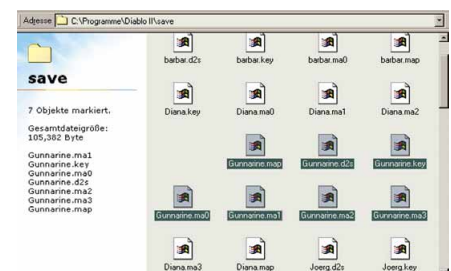 Adresse C:\Programme\Diablo II\save
save
7 Objekte markiert.
Gesamtdateigröße:
105,382 Byte
Gunnarine.ma1
Gunnarine.key
Gunnarine.ma0
Gunnarine.d2s
Gunnarine.ma2
Gunnarine.ma3
Gunnarine.map
barbar.d2s barbar.key barbar.ma0 barbar.map
Diana.key Diana.ma0 Diana.ma1 Diana.ma2
Gunnarine.map Gunnarine.d2s Gunnarine.key
Gunnarine.ma0 Gunnarine.ma1 Gunnarine.ma2 Gunnarine.ma3
Diana.ma3 Diana.map Joerg.d2s Joerg.key